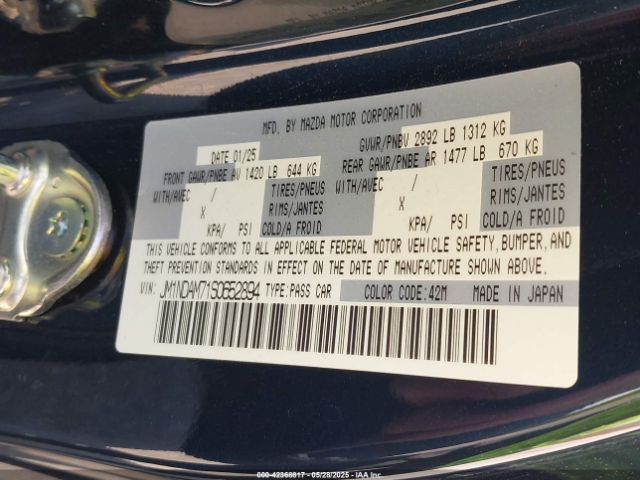 MFD. BY MAZDA MOTOR CORPORATION
DATE 01/25 GVWR/PNBV 2892 LB 1312 KG
FRONT GAWR/PNBE AV 1420 LB 644 KG REAR GAWR/PNBE AR 1477 LB 670 KG
WITH/AVEC / TIRES/PNEUS WITH/AVEC / TIRES/PNEUS
X RIMS/JANTES X RIMS/JANTES
KPA/ PSI COLD/A FROID KPA/ PSI COLD/A FROID
THIS VEHICLE CONFORMS TO ALL APPLICABLE FEDERAL MOTOR VEHICLE SAFETY, BUMPER, AND
THEFT PREVENTION STANDARDS IN EFFECT ON THE DATE OF MANUFACTURE SHOWN ABOVE.
VIN: JM1NDAM71S0652894 TYPE: PASS CAR COLOR CODE: 42M MADE IN JAPAN
000-42368817 • 05/28/2025 • IAA Inc.